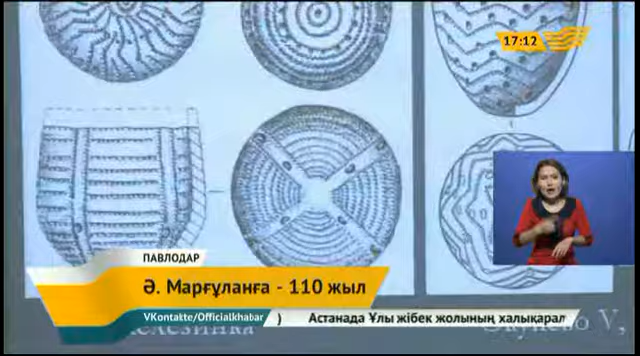 17:12
ПАВЛОДАР
Ә. Марғұланға - 110 жыл
VKontakte/Officialkhabar ) Астанада Ұлы жібек жолының халықарал